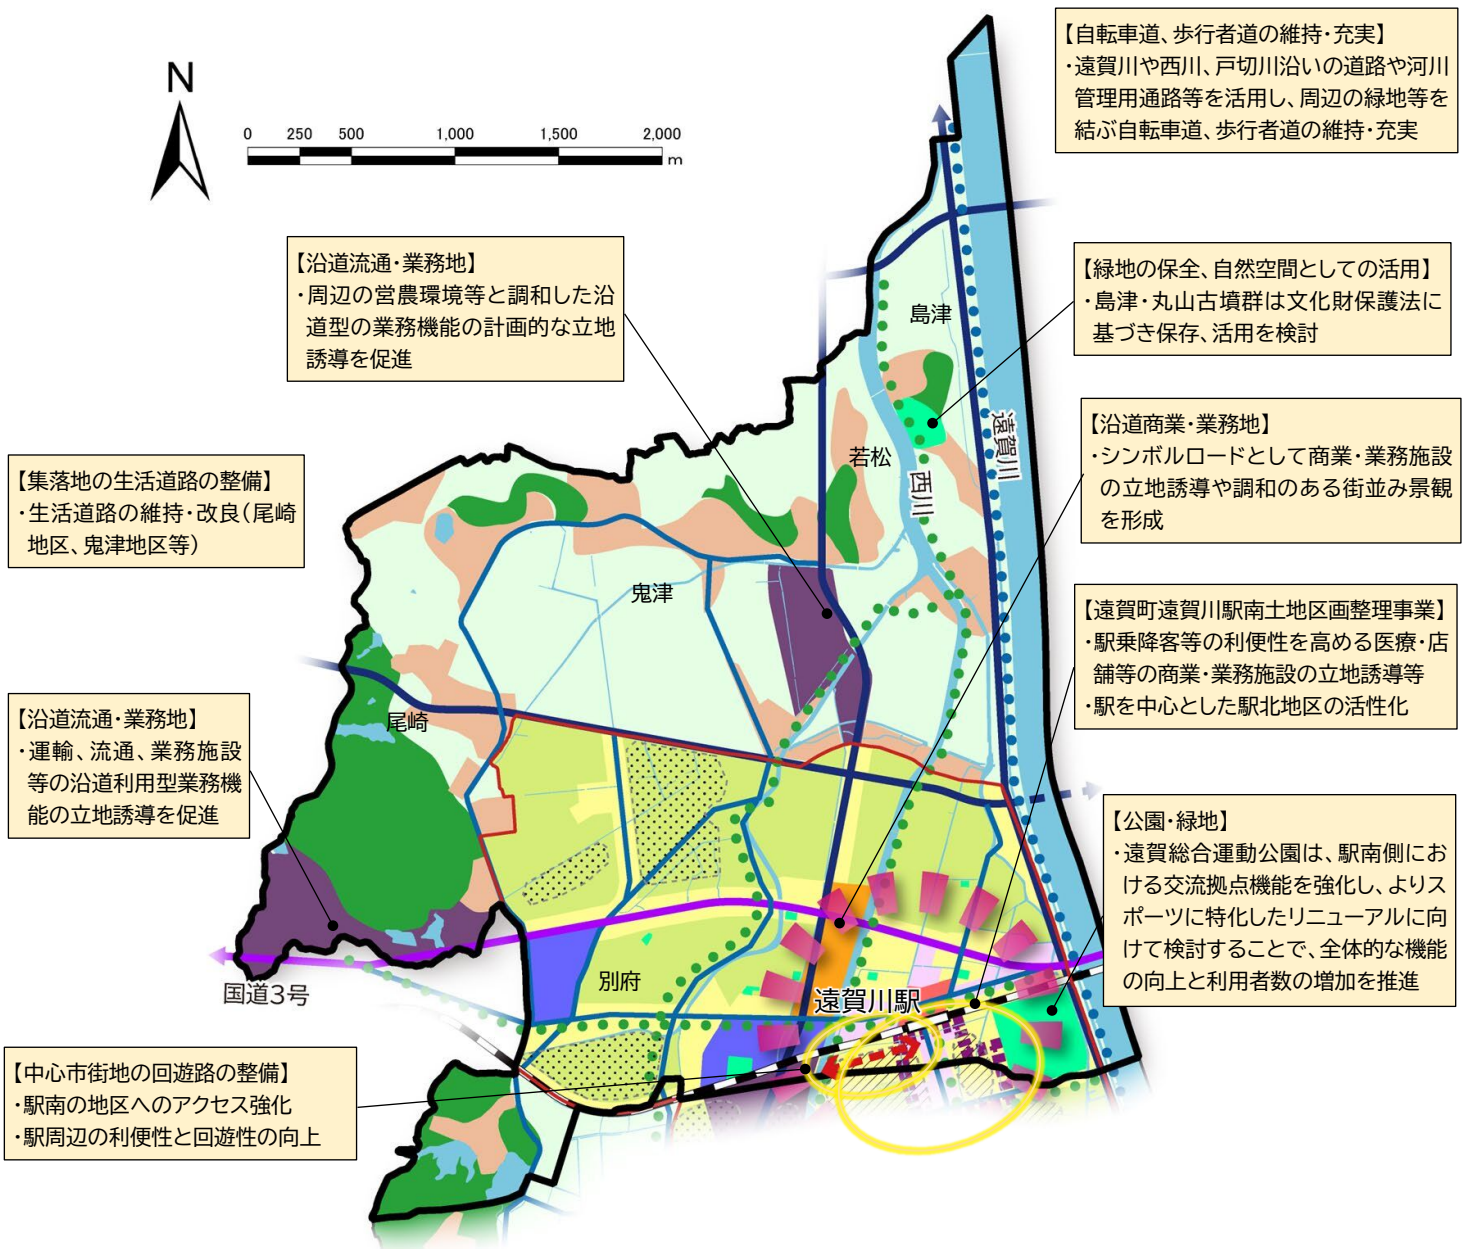 【自転車道、歩行者道の維持・充実】
・遠賀川や西川、戸切川沿いの道路や河川
管理用通路等を活用し、周辺の緑地等を
結ぶ自転車道、歩行者道の維持・充実
N
0 250 500 1,000 1,500 2,000
m
【沿道流通・業務地】
・周辺の営農環境等と調和した沿
道型の業務機能の計画的な立地
誘導を促進
【緑地の保全、自然空間としての活用】
・島津・丸山古墳群は文化財保護法に
基づき保存、活用を検討
島津
【沿道商業・業務地】
・シンボルロードとして商業・業務施設
の立地誘導や調和のある街並み景観
を形成
遠賀川
若松
西川
【集落地の生活道路の整備】
・生活道路の維持・改良（尾崎
地区、鬼津地区等）
鬼津
【遠賀町遠賀川駅南土地区画整理事業】
・駅乗降客等の利便性を高める医療・店
舗等の商業・業務施設の立地誘導等
・駅を中心とした駅北地区の活性化
【沿道流通・業務地】
・運輸、流通、業務施設
等の沿道利用型業務機
能の立地誘導を促進
尾崎
【公園・緑地】
・遠賀総合運動公園は、駅南側にお
ける交流拠点機能を強化し、よりス
ポーツに特化したリニューアルに向
けて検討することで、全体的な機能
の向上と利用者数の増加を推進
別府
国道3号
遠賀川駅
【中心市街地の回遊路の整備】
・駅南の地区へのアクセス強化
・駅周辺の利便性と回遊性の向上